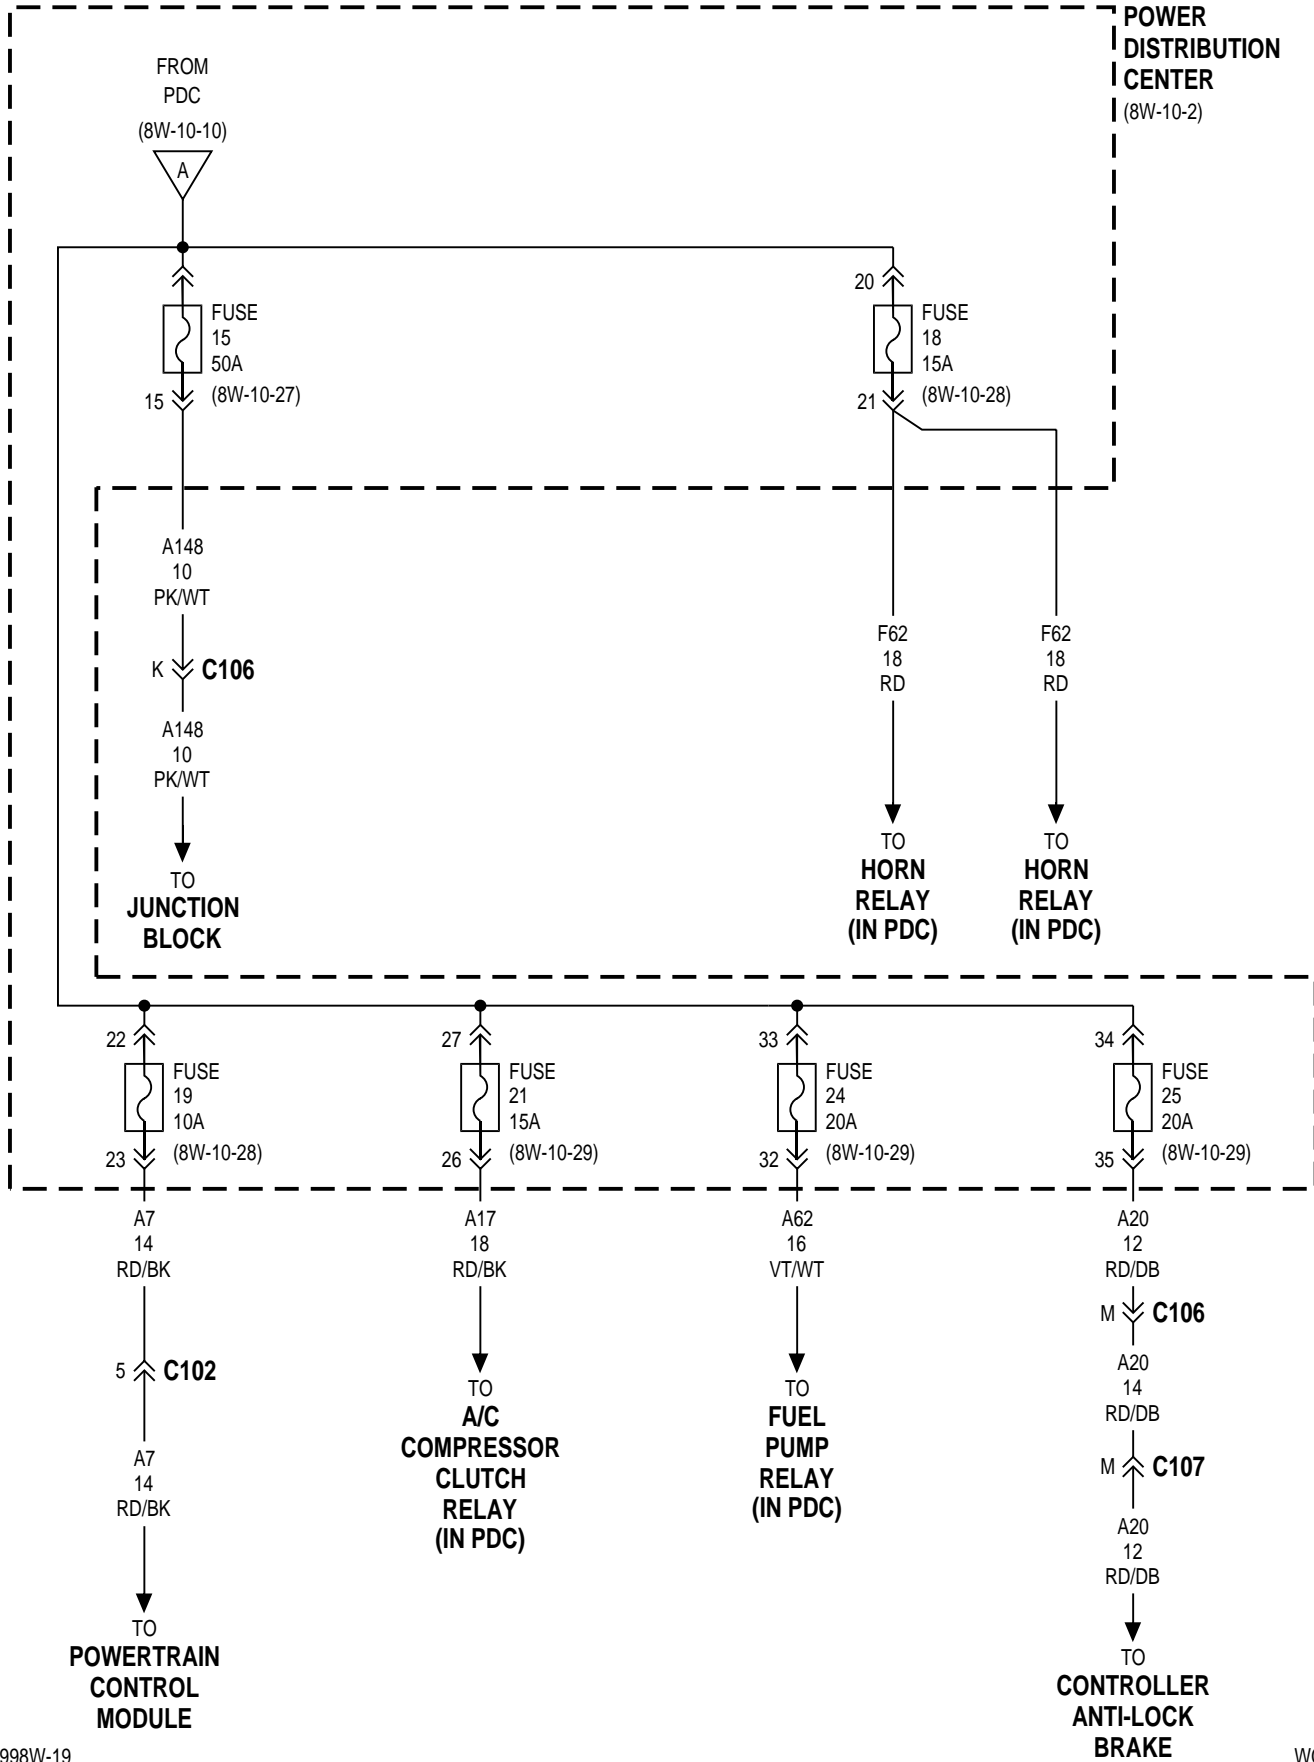 POWER
DISTRIBUTION
CENTER
(8W-10-2)
FROM
PDC
(8W-10-10)
A
FUSE
15
50A
(8W-10-27)
15
20
FUSE
18
15A
(8W-10-28)
21
A148
10
PK/WT
K
C106
A148
10
PK/WT
TO
JUNCTION
BLOCK
F62
18
RD
TO
HORN
RELAY
(IN PDC)
F62
18
RD
TO
HORN
RELAY
(IN PDC)
22
FUSE
19
10A
(8W-10-28)
23
27
FUSE
21
15A
(8W-10-29)
26
33
FUSE
24
20A
(8W-10-29)
32
34
FUSE
25
20A
(8W-10-29)
35
A7
14
RD/BK
5
C102
A7
14
RD/BK
TO
POWERTRAIN
CONTROL
MODULE
A17
18
RD/BK
TO
A/C
COMPRESSOR
CLUTCH
RELAY
(IN PDC)
A62
16
VT/WT
TO
FUEL
PUMP
RELAY
(IN PDC)
A20
12
RD/DB
M
C106
A20
14
RD/DB
M
C107
A20
12
RD/DB
TO
CONTROLLER
ANTI-LOCK
BRAKE
998W-19